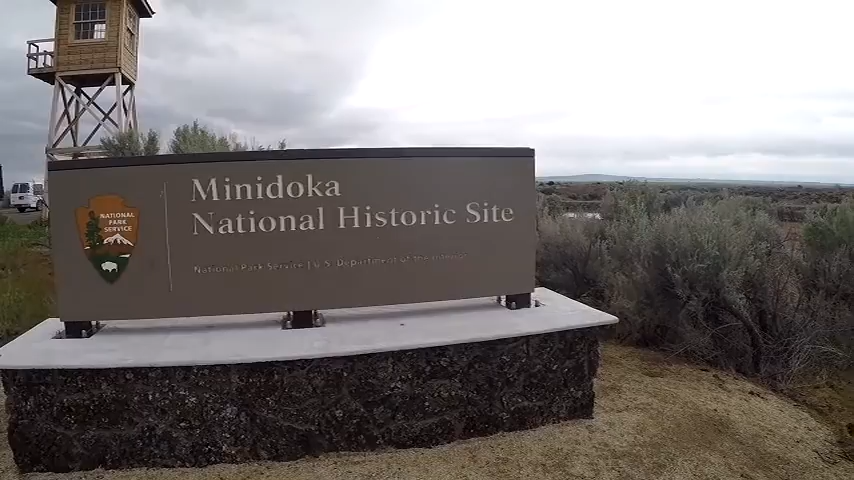 Minidoka
National Historic Site
National Park Service | U.S. Department of the Interior
NATIONAL
PARK
SERVICE